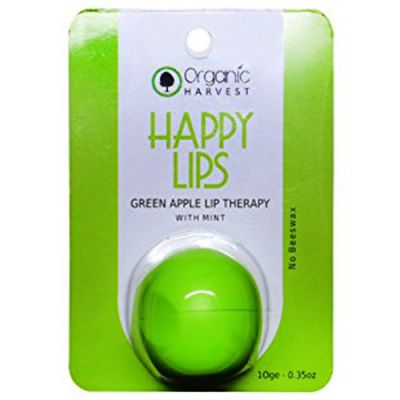 Organic
HARVEST
HAPPY
LIPS
GREEN APPLE LIP THERAPY
WITH MINT
No Beeswax
10ge - 0.35oz